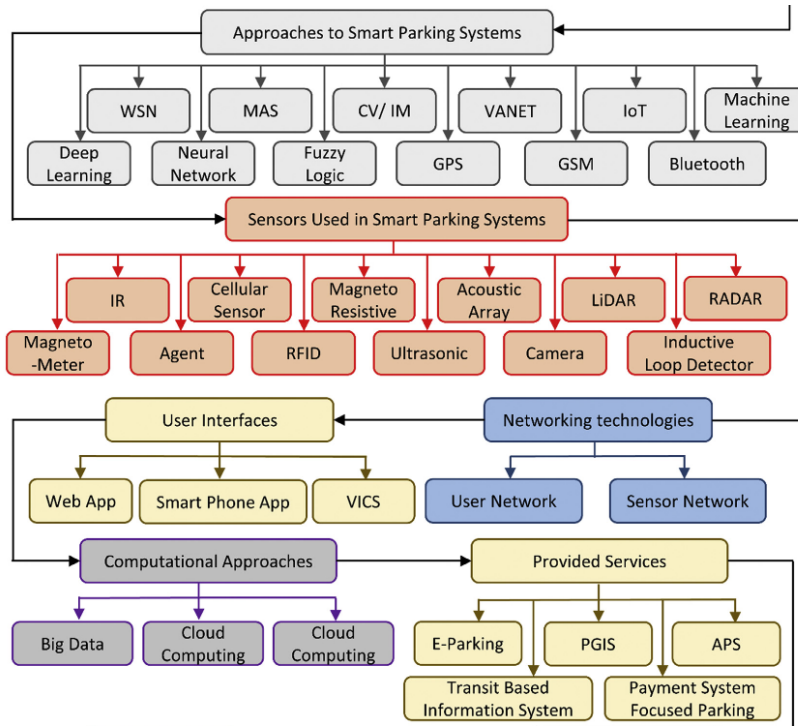 Approaches to Smart Parking Systems
WSN
MAS
CV/ IM
VANET
IoT
Machine
Learning
Deep
Learning
Neural
Network
Fuzzy
Logic
GPS
GSM
Bluetooth
Sensors Used in Smart Parking Systems
IR
Cellular
Sensor
Magneto
Resistive
Acoustic
Array
LiDAR
RADAR
Magneto
-Meter
Agent
RFID
Ultrasonic
Camera
Inductive
Loop Detector
User Interfaces
Networking technologies
Web App
Smart Phone App
VICS
User Network
Sensor Network
Computational Approaches
Provided Services
Big Data
Cloud
Computing
Cloud
Computing
E-Parking
PGIS
APS
Transit Based
Information System
Payment System
Focused Parking